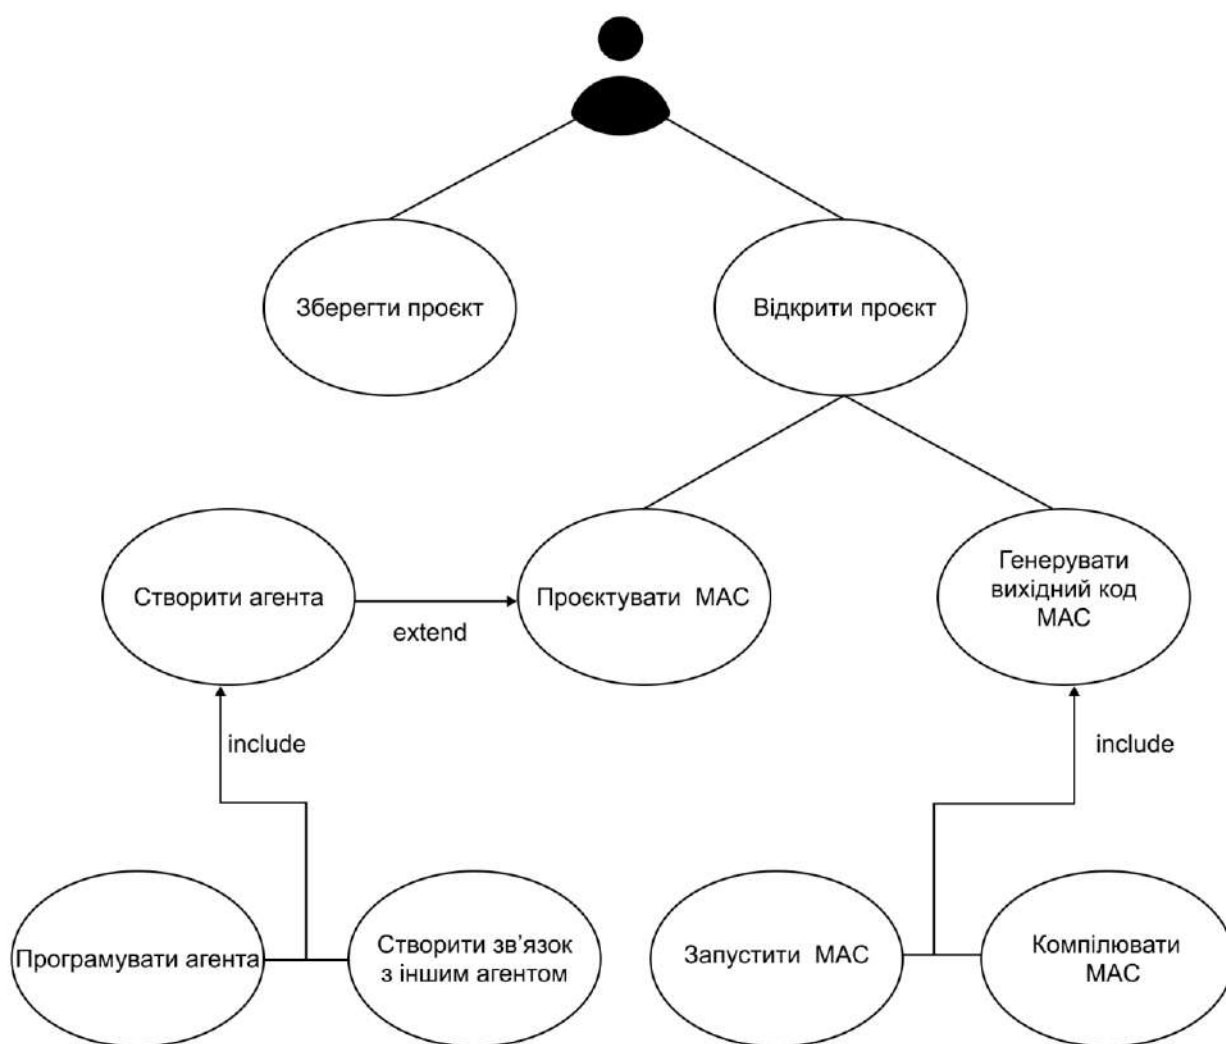 Зберегти проєкт
Відкрити проєкт
Створити агента
extend
Проєктувати МАС
Генерувати
вихідний код
МАС
include
include
Програмувати агента
Створити зв’язок
з іншим агентом
Запустити МАС
Компілювати
МАС